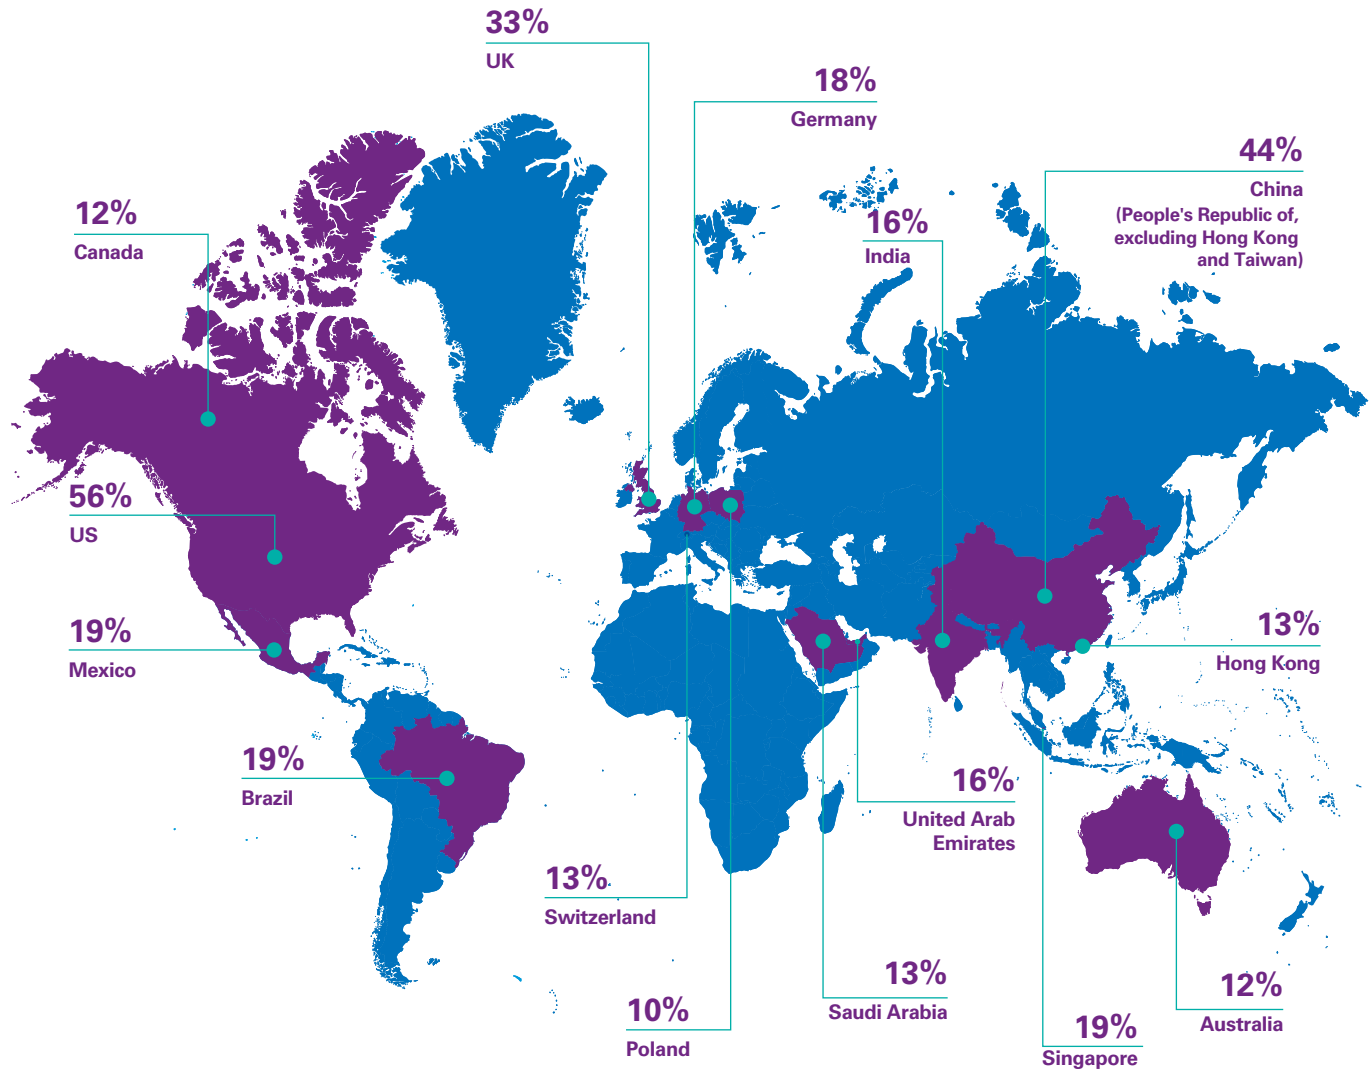 33%
UK
18%
Germany
44%
China
(People's Republic of,
excluding Hong Kong
and Taiwan)
12%
Canada
16%
India
56%
US
19%
Mexico
13%
Hong Kong
19%
Brazil
16%
United Arab
Emirates
13%
Switzerland
13%
Saudi Arabia
12%
Australia
10%
Poland
19%
Singapore